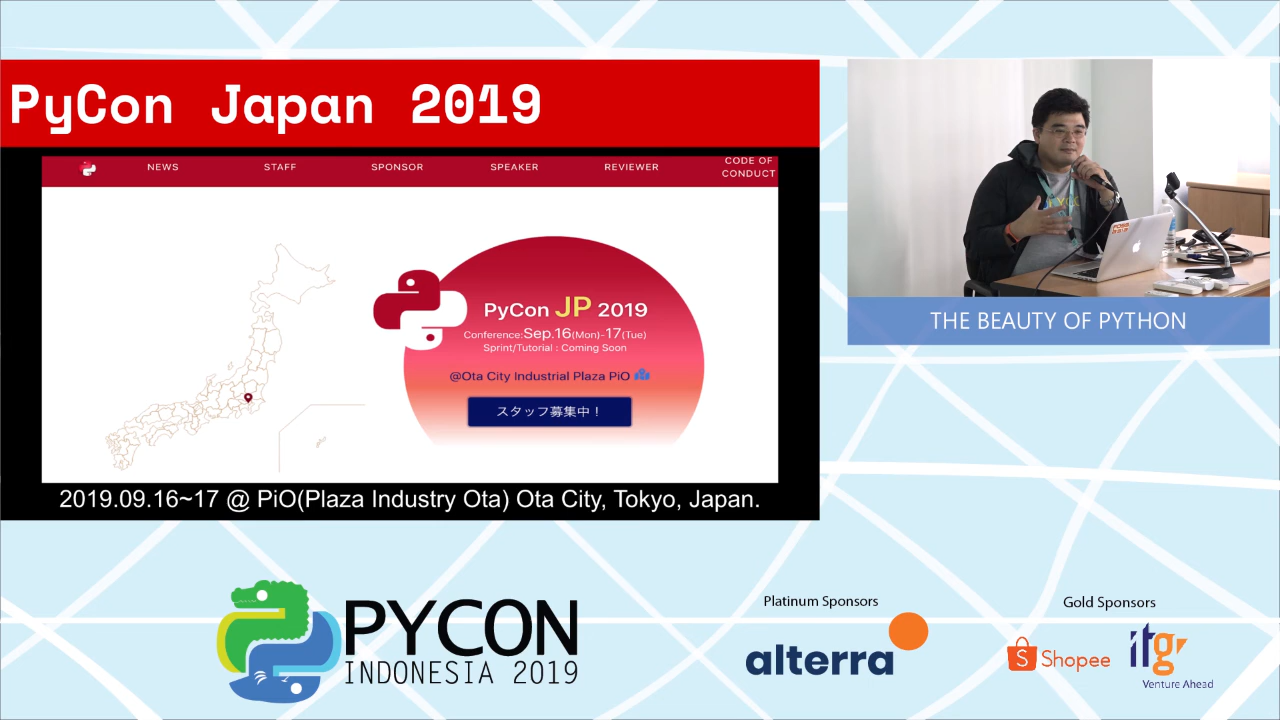 PyCon Japan 2019
NEWS
STAFF
SPONSOR
SPEAKER
REVIEWER
CODE OF
CONDUCT
PyCon JP 2019
Conference:Sep.16(Mon)-17(Tue)
Sprint/Tutorial : Coming Soon
@Ota City Industrial Plaza PiO
スタッフ募集中！
2019.09.16~17 @ PiO(Plaza Industry Ota) Ota City, Tokyo, Japan.
PYCO
THE BEAUTY OF PYTHON
PYCON
INDONESIA 2019
Platinum Sponsors
alterra
Gold Sponsors
S
Shopee
itg
Venture Ahead